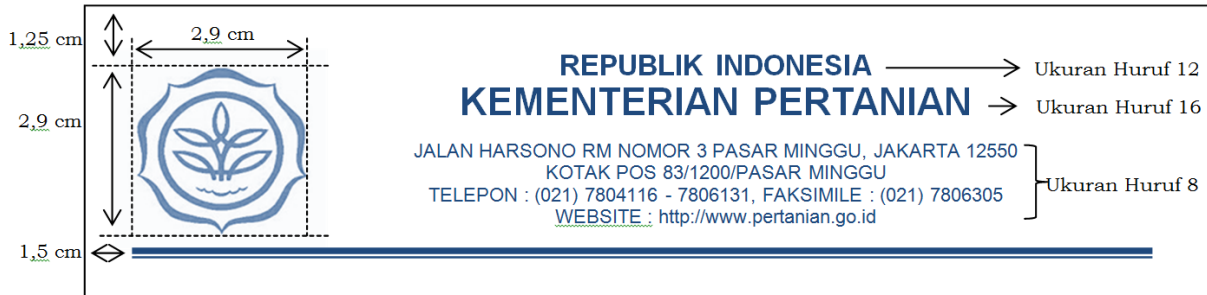 1,25 cm
2,9 cm
2,9 cm
1,5 cm
REPUBLIK INDONESIA
Ukuran Huruf 12
KEMENTERIAN PERTANIAN
Ukuran Huruf 16
JALAN HARSONO RM NOMOR 3 PASAR MINGGU, JAKARTA 12550
KOTAK POS 83/1200/PASAR MINGGU
TELEPON : (021) 7804116 - 7806131, FAKSIMILE : (021) 7806305
WEBSITE : http://www.pertanian.go.id
Ukuran Huruf 8